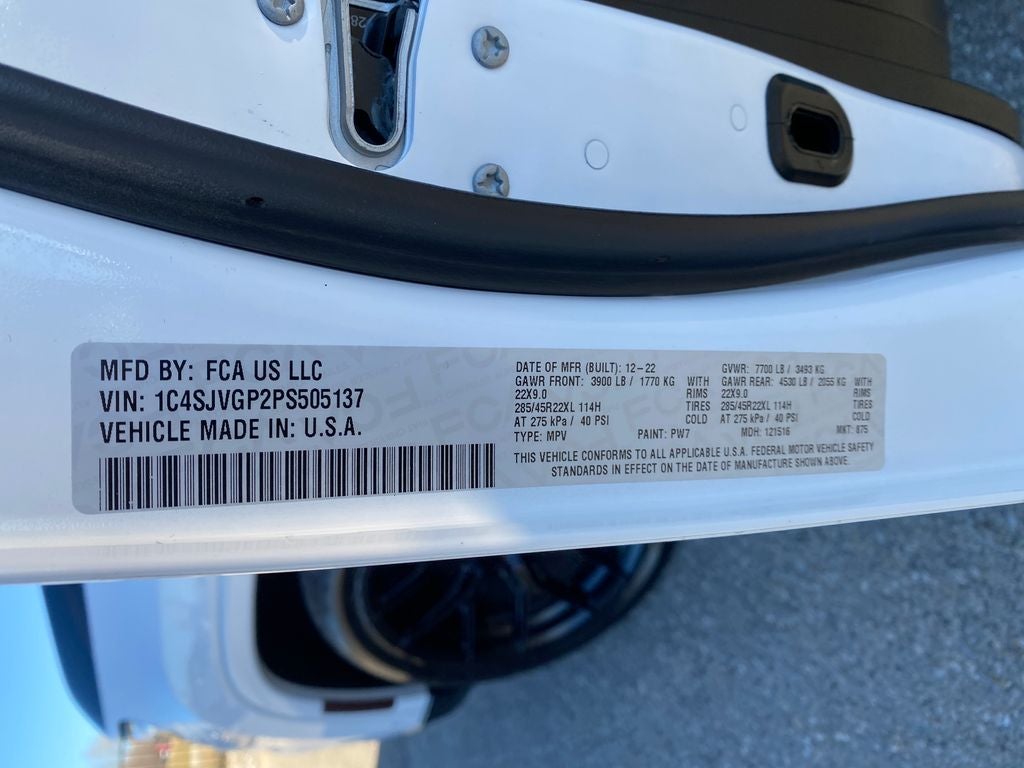 28
MFD BY: FCA US LLC
VIN: 1C4SJVGP2PS505137
VEHICLE MADE IN: U.S.A.
DATE OF MFR (BUILT): 12-22 GVWR: 7700 LB / 3493 KG
GAWR FRONT: 3900 LB / 1770 KG WITH GAWR REAR: 4530 LB / 2055 KG WITH
22X9.0 RIMS 22X9.0 RIMS
285/45R22XL 114H TIRES 285/45R22XL 114H TIRES
AT 275 kPa / 40 PSI COLD AT 275 kPa / 40 PSI COLD
TYPE: MPV PAINT: PW7 MDH: 121516 MKT: 875
THIS VEHICLE CONFORMS TO ALL APPLICABLE U.S.A. FEDERAL MOTOR VEHICLE SAFETY
STANDARDS IN EFFECT ON THE DATE OF MANUFACTURE SHOWN ABOVE.